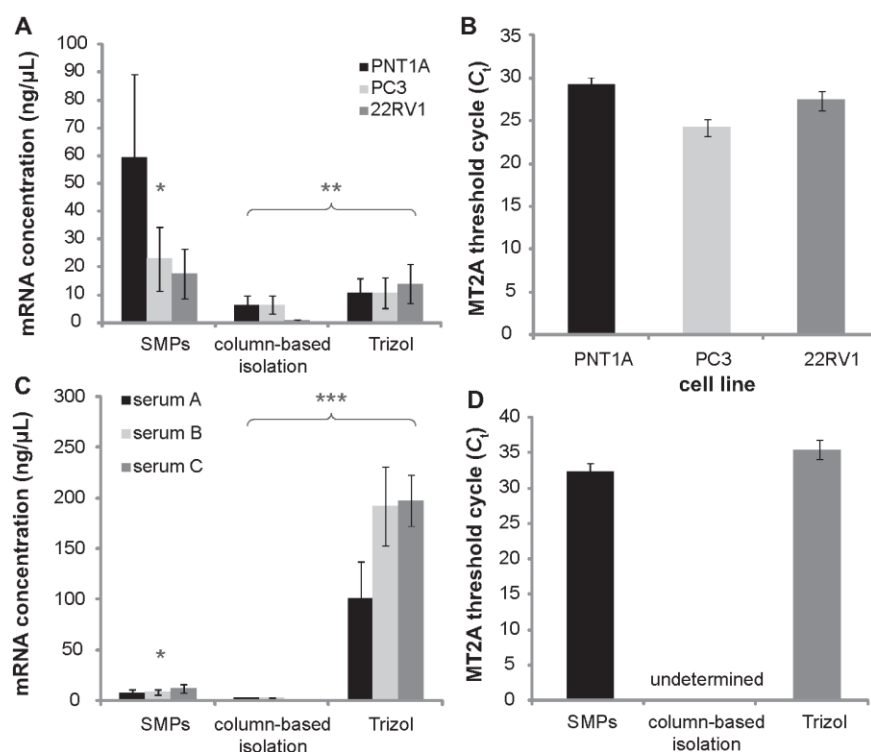 A
mRNA concentration (ng/µL)
100
90
80
70
60
50
40
30
20
10
0
PNT1A
PC3
22RV1
*
**
SMPs
column-based
isolation
Trizol
B
MT2A threshold cycle (Ct)
35
30
25
20
15
10
5
0
PNT1A
PC3
22RV1
cell line
C
mRNA concentration (ng/µL)
300
250
200
150
100
50
0
serum A
serum B
serum C
*
***
SMPs
column-based
isolation
Trizol
D
MT2A threshold cycle (Ct)
40
35
30
25
20
15
10
5
0
undetermined
SMPs
column-based
isolation
Trizol